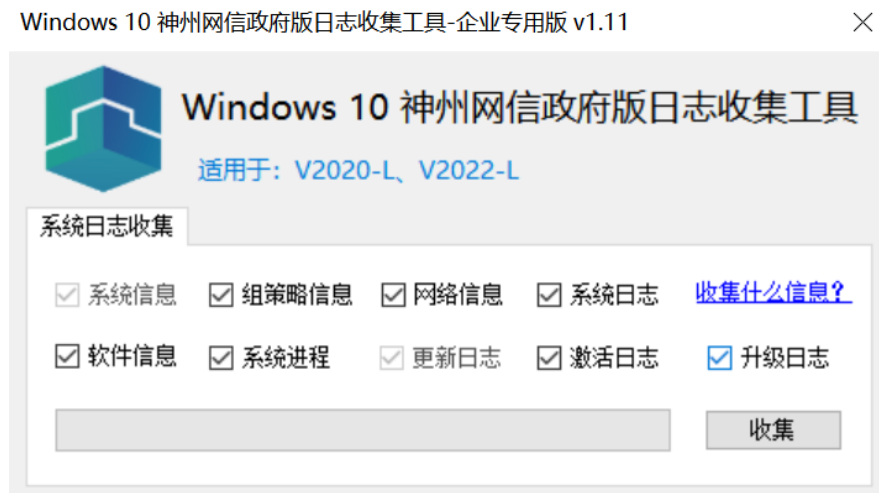 Windows 10 神州网信政府版日志收集工具-企业专用版 v1.11
Windows 10 神州网信政府版日志收集工具
适用于：V2020-L、V2022-L
系统日志收集
系统信息 组策略信息 网络信息 系统日志 收集什么信息？
软件信息 系统进程 更新日志 激活日志 升级日志
收集